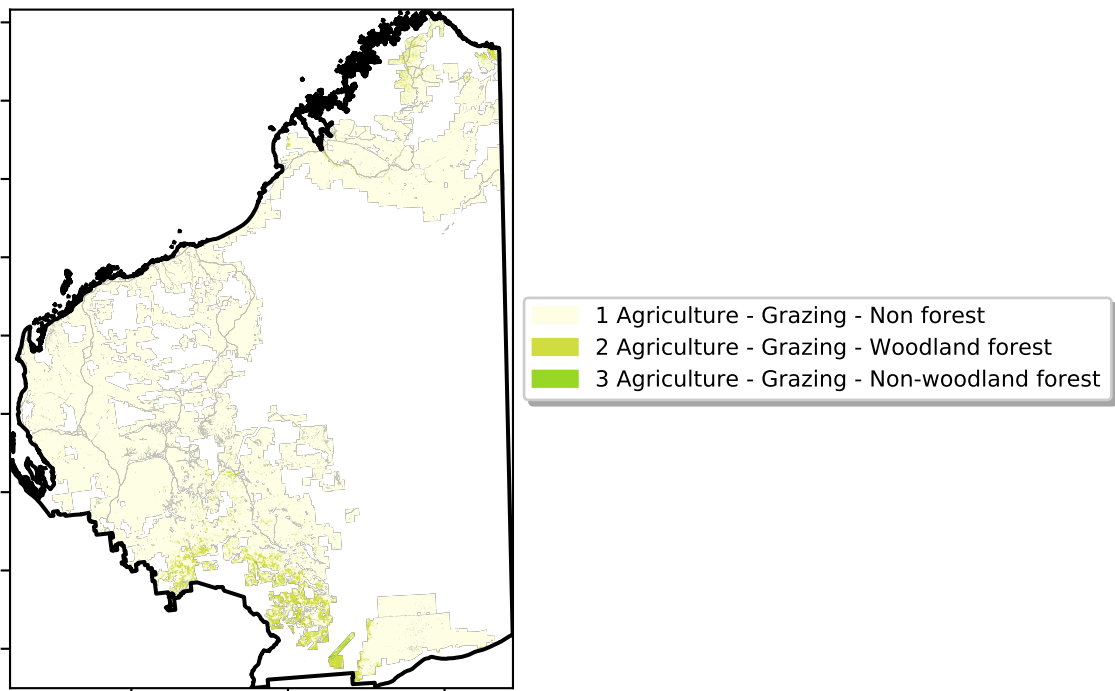 1 Agriculture - Grazing - Non forest
2 Agriculture - Grazing - Woodland forest
3 Agriculture - Grazing - Non-woodland forest